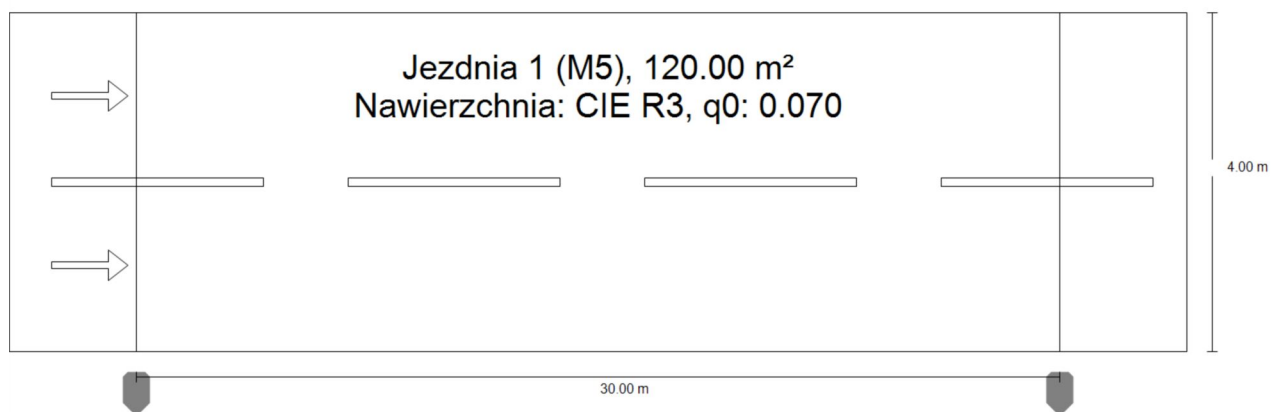 Jezdnia 1 (M5), 120.00 m²
Nawierzchnia: CIE R3, q0: 0.070
4.00 m
30.00 m